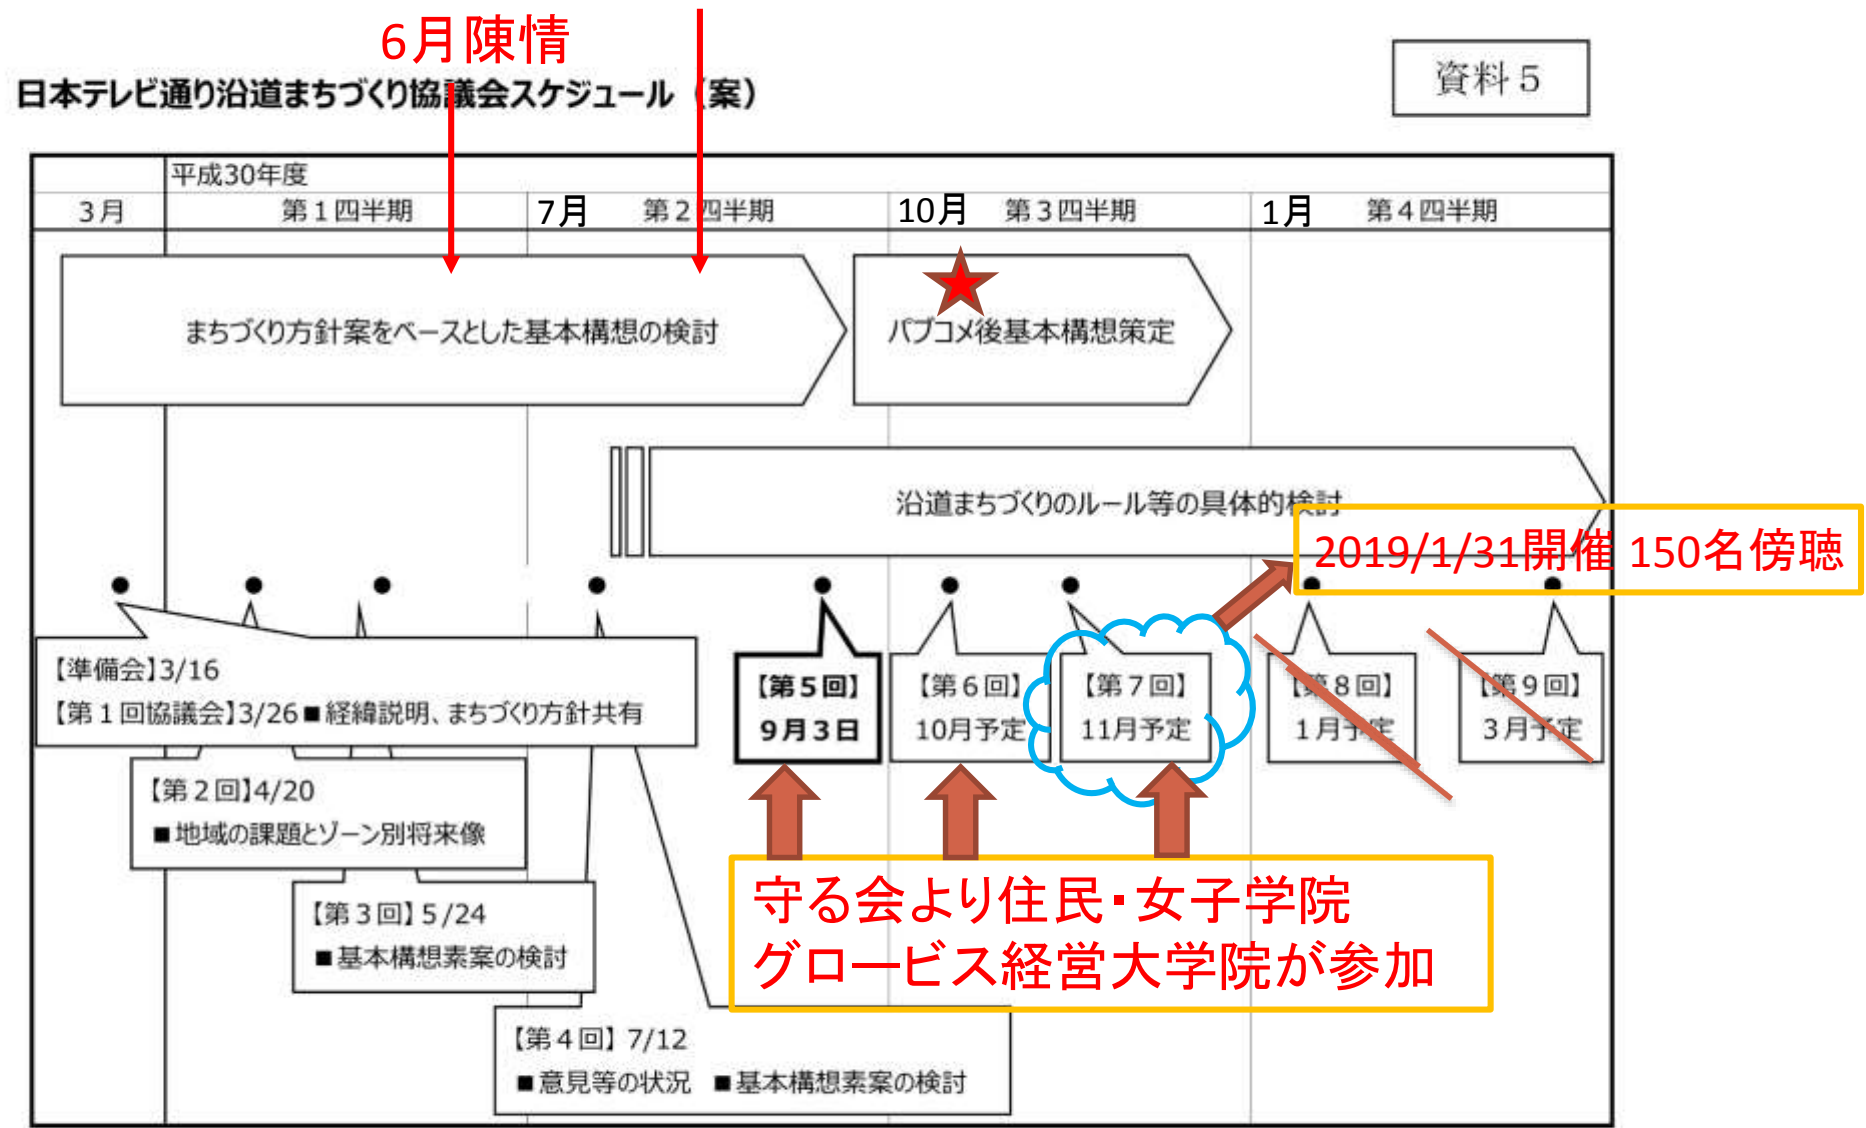 6月陳情
日本テレビ通り沿道まちづくり協議会スケジュール（案）
資料５
平成30年度
３月
第１四半期
7月
第２四半期
10月
第３四半期
1月
第４四半期
まちづくり方針案をベースとした基本構想の検討
パブコメ後基本構想策定
沿道まちづくりのルール等の具体的検討
2019/1/31開催 150名傍聴
【準備会】3/16
【第１回協議会】3/26■経緯説明、まちづくり方針共有
【第２回】4/20
■地域の課題とゾーン別将来像
【第３回】5/24
■基本構想素案の検討
【第４回】7/12
■意見等の状況　■基本構想素案の検討
【第５回】
９月３日
【第６回】
10月予定
【第７回】
11月予定
【第８回】
１月予定
【第９回】
３月予定
守る会より住民・女子学院
グロービス経営大学院が参加